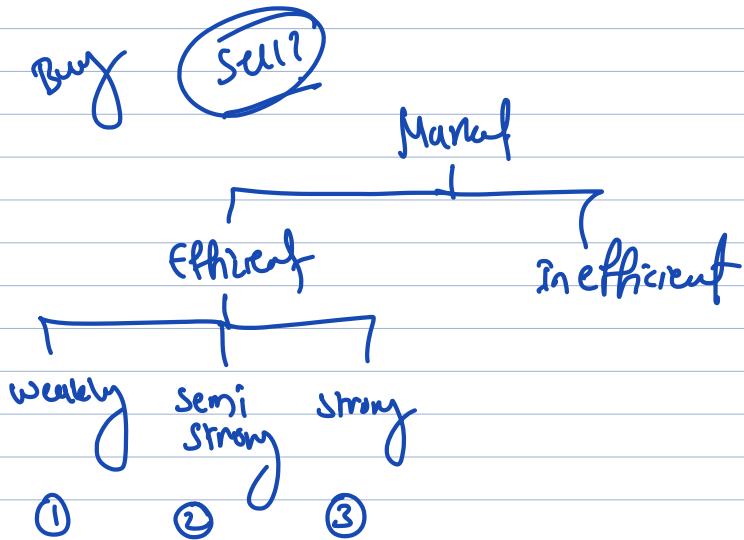 Buy Sell?
Market
Efficient inefficient
weakly semi strong strong
① ② ③